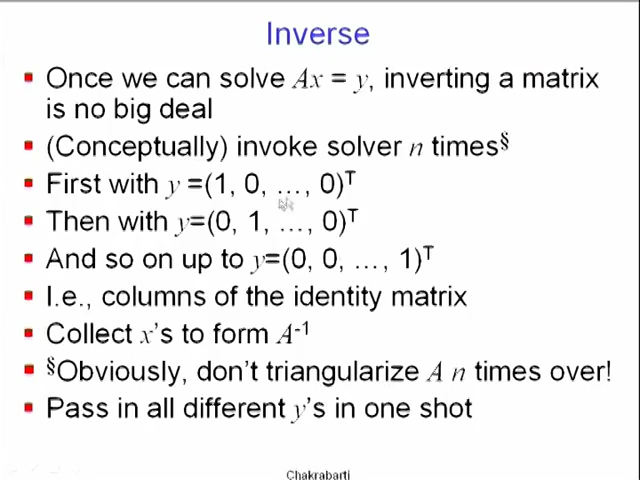 Inverse
Once we can solve Ax = y, inverting a matrix
is no big deal
(Conceptually) invoke solver n times§
First with y =(1, 0, …, 0)ᵀ
Then with y=(0, 1, …, 0)ᵀ
And so on up to y=(0, 0, …, 1)ᵀ
I.e., columns of the identity matrix
Collect x's to form A⁻¹
§Obviously, don't triangularize A n times over!
Pass in all different y's in one shot
Chakrabarti